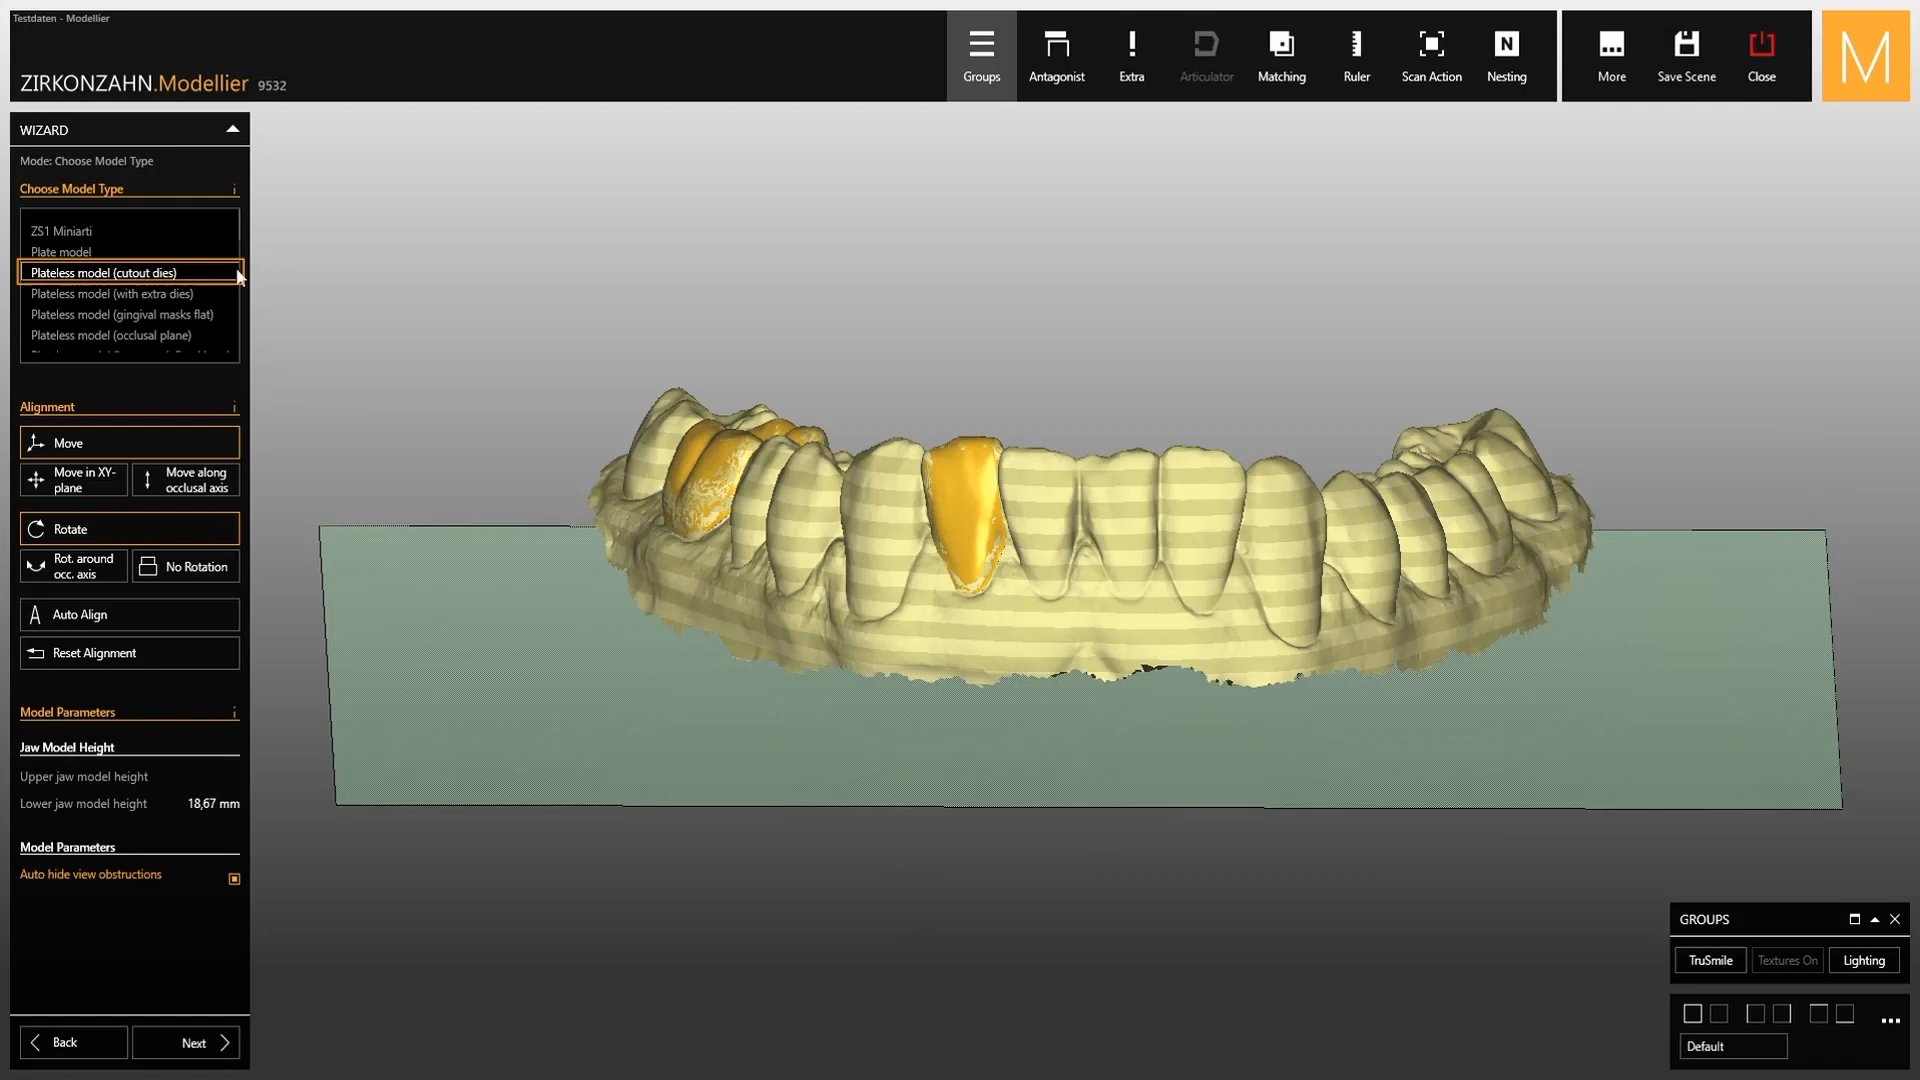 Testdaten - Modellier
ZIRKONZAHN.Modellier 9532
Groups
Antagonist
Extra
Articulator
Matching
Ruler
Scan Action
N
Nesting
More
Save Scene
Close
M
WIZARD
Mode: Choose Model Type
Choose Model Type i
ZS1 Miniarti
Plate model
Plateless model (cutout dies)
Plateless model (with extra dies)
Plateless model (gingival masks flat)
Plateless model (occlusal plane)
Alignment i
Move
Move in XY-
plane
Move along
occlusal axis
Rotate
Rot. around
occ. axis
No Rotation
Auto Align
Reset Alignment
Model Parameters i
Jaw Model Height
Upper jaw model height
Lower jaw model height 18,67 mm
Model Parameters
Auto hide view obstructions
Back
Next
GROUPS
TruSmile
Textures On
Lighting
Default